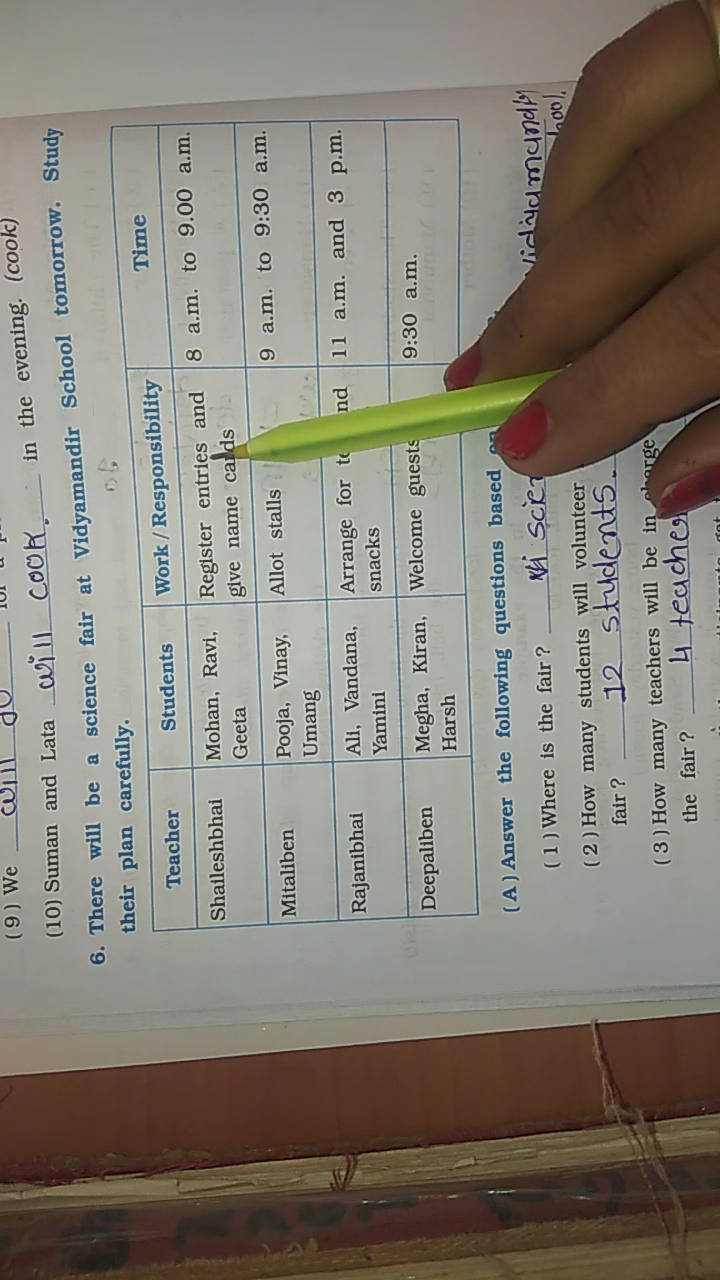 (9) We will go for a
(10) Suman and Lata will cook. in the evening. (cook)
6. There will be a science fair at Vidyamandir School tomorrow. Study
their plan carefully.
Teacher Students Work / Responsibility Time
Shaileshbhai Mohan, Ravi, Register entries and 8 a.m. to 9.00 a.m.
Geeta give name cards
Mitaliben Pooja, Vinay, Allot stalls 9 a.m. to 9:30 a.m.
Umang
Rajanibhai Ali, Vandana, Arrange for and 11 a.m. and 3 p.m.
Yamini snacks
Deepaliben Megha, Kiran, Welcome guests 9:30 a.m.
Harsh
(A) Answer the following questions based
(1) Where is the fair?
(2) How many students will volunteer
fair? 12 students.
(3) How many teachers will be in charge
the fair? 4 teacher